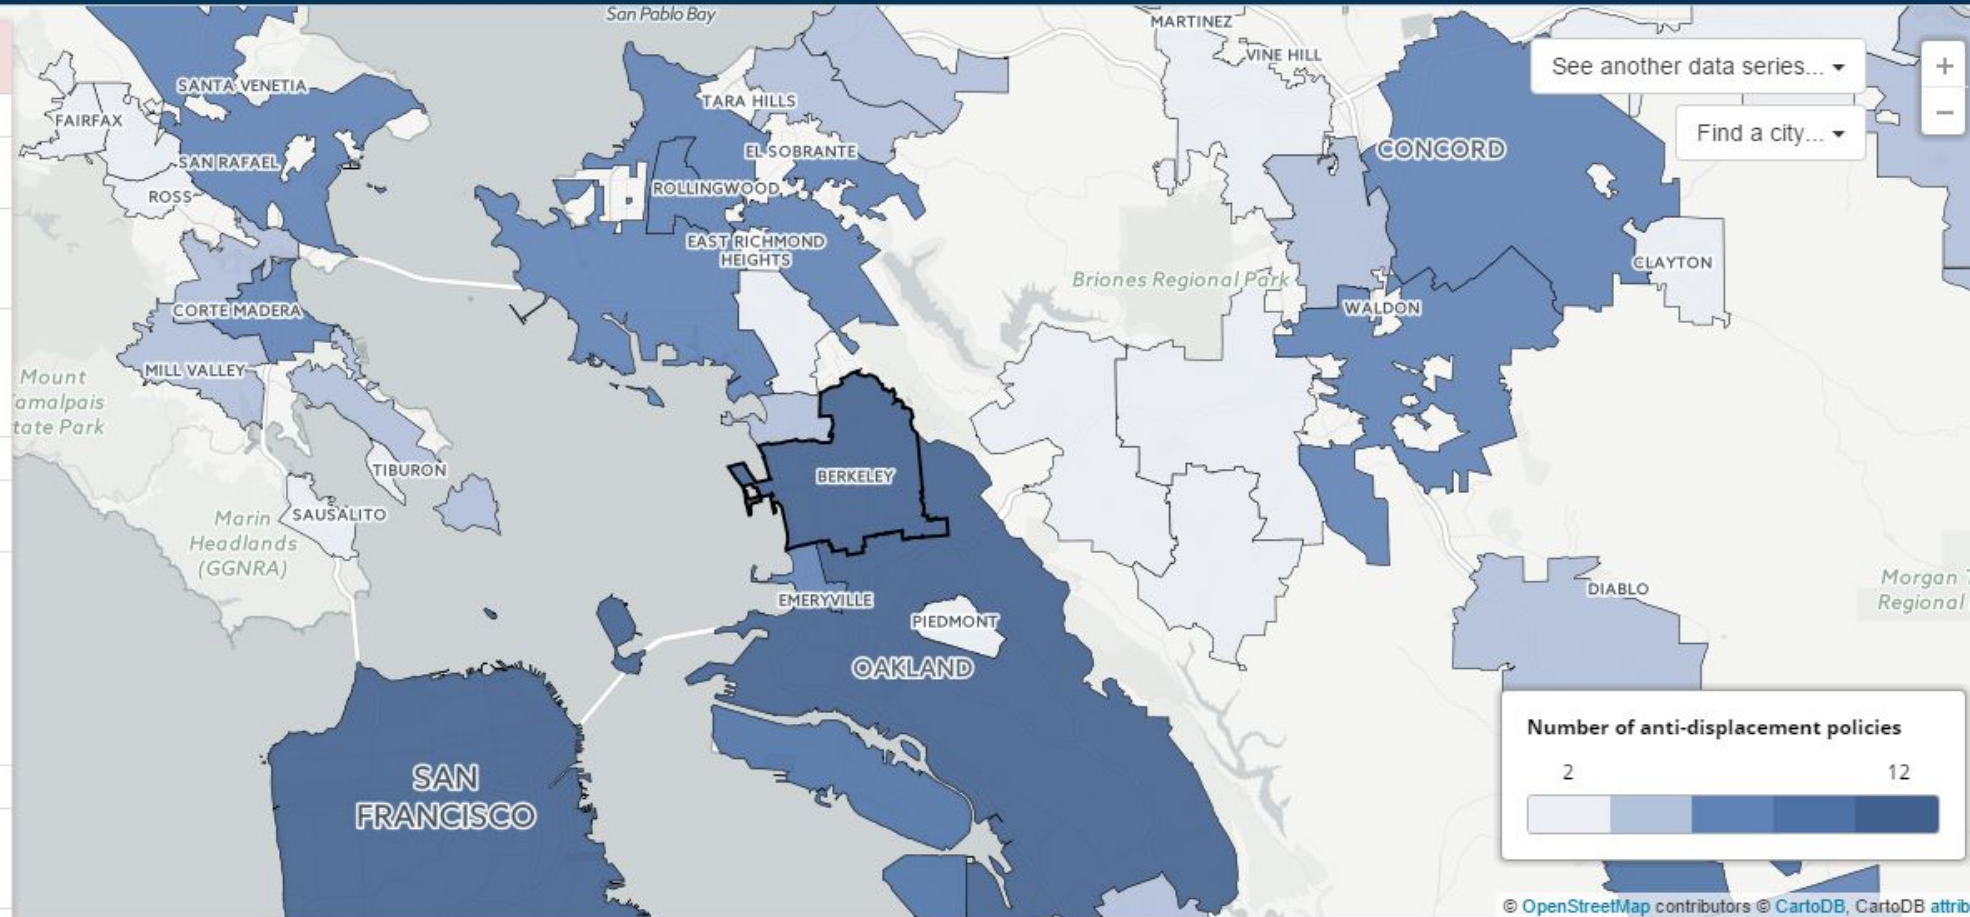 San Pablo Bay
MARTINEZ
VINE HILL
See another data series...
+
SANTA VENETIA
TARA HILLS
FAIRFAX
−
Find a city...
CONCORD
EL SOBRANTE
SAN RAFAEL
ROLLINGWOOD
ROSS
EAST RICHMOND
HEIGHTS
CLAYTON
Briones Regional Park
CORTE MADERA
WALDON
MILL VALLEY
Mount
amalpais
tate Park
TIBURON
BERKELEY
SAUSALITO
Marin
Headlands
(GGNRA)
DIABLO
Morgan
Regional
EMERYVILLE
PIEDMONT
OAKLAND
Number of anti-displacement policies
2 12
SAN
FRANCISCO
© OpenStreetMap contributors © CartoDB, CartoDB attrib